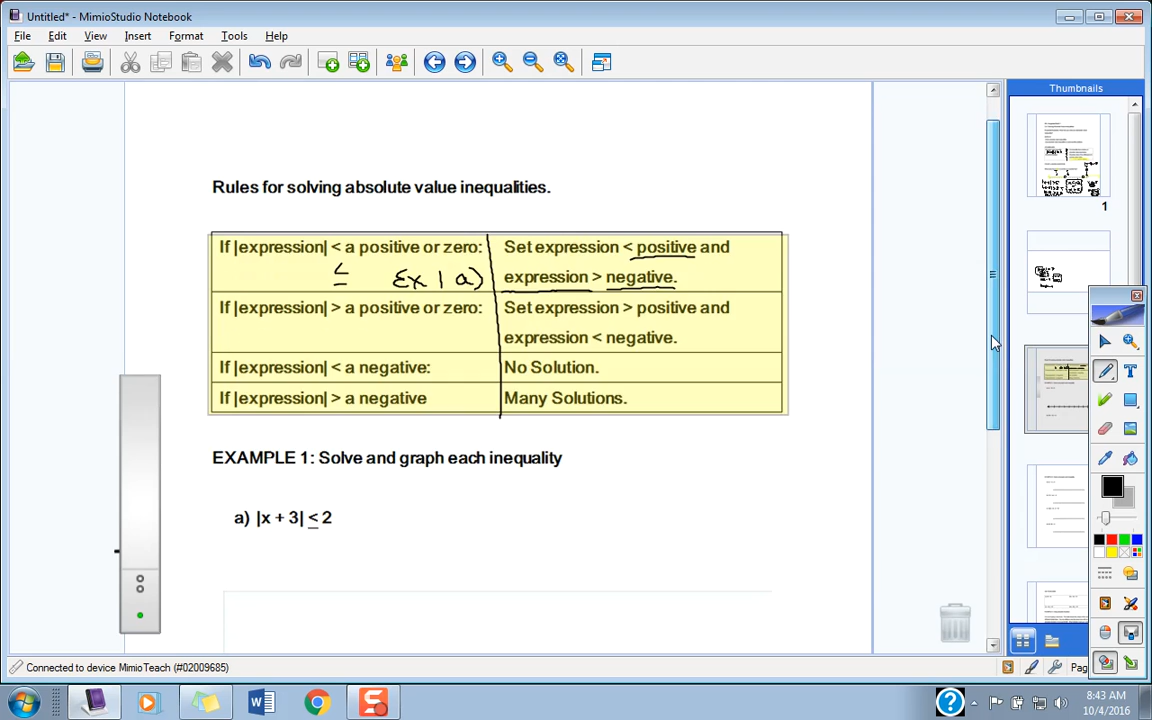 Untitled* - MimioStudio Notebook
File Edit View Insert Format Tools Help
Thumbnails
1
Rules for solving absolute value inequalities.
If |expression| < a positive or zero: Set expression < positive and
≤ Ex 1 a) expression > negative.
If |expression| > a positive or zero: Set expression > positive and
expression < negative.
If |expression| < a negative: No Solution.
If |expression| > a negative Many Solutions.
EXAMPLE 1: Solve and graph each inequality
a) |x + 3| < 2
Connected to device MimioTeach (#02009685)
Pag
8:43 AM
10/4/2016